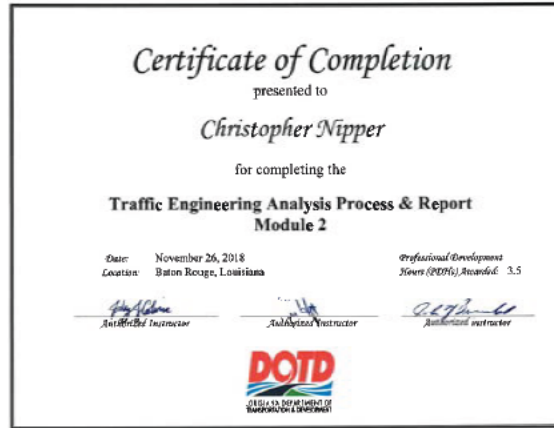 Certificate of Completion
presented to
Christopher Nipper
for completing the
Traffic Engineering Analysis Process & Report
Module 2
Date: November 26, 2018
Location: Baton Rouge, Louisiana
Professional Development
Hours (PDHs) Awarded: 3.5
Authorized Instructor
Authorized Instructor
Authorized Instructor
DOTD
LOUISIANA DEPARTMENT OF
TRANSPORTATION & DEVELOPMENT